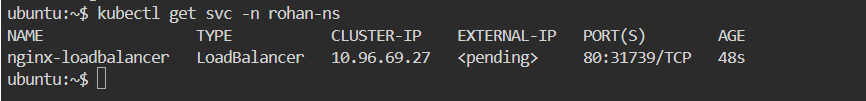 ubuntu:~$ kubectl get svc -n rohan-ns
NAME TYPE CLUSTER-IP EXTERNAL-IP PORT(S) AGE
nginx-loadbalancer LoadBalancer 10.96.69.27 <pending> 80:31739/TCP 48s
ubuntu:~$